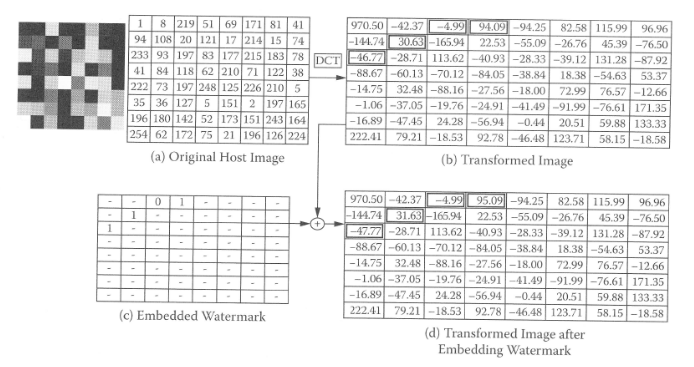 1 8 219 51 69 171 81 41
94 108 20 121 17 214 15 74
233 93 197 83 177 215 183 78
41 84 118 62 210 71 122 38
222 73 197 248 125 226 210 5
35 36 127 5 151 2 197 165
196 180 142 52 173 151 243 164
254 62 172 75 21 196 126 224
(a) Original Host Image
DCT
970.50 −42.37 −4.99 94.09 −94.25 82.58 115.99 96.96
−144.74 30.63 −165.94 22.53 −55.09 −26.76 45.39 −76.50
−46.77 −28.71 113.62 −40.93 −28.33 −39.12 131.28 −87.92
−88.67 −60.13 −70.12 −84.05 −38.84 18.38 −54.63 53.37
−14.75 32.48 −88.16 −27.56 −18.00 72.99 76.57 −12.66
−1.06 −37.05 −19.76 −24.91 −41.49 −91.99 −76.61 171.35
−16.89 −47.45 24.28 −56.94 −0.44 20.51 59.88 133.33
222.41 79.21 −18.53 92.78 −46.48 123.71 58.15 −18.58
(b) Transformed Image
- - 0 1 - - - -
- 1 - - - - - -
1 - - - - - - -
- - - - - - - -
- - - - - - - -
- - - - - - - -
- - - - - - - -
- - - - - - - -
(c) Embedded Watermark
+
970.50 −42.37 −4.99 95.09 −94.25 82.58 115.99 96.96
−144.74 31.63 −165.94 22.53 −55.09 −26.76 45.39 −76.50
−47.77 −28.71 113.62 −40.93 −28.33 −39.12 131.28 −87.92
−88.67 −60.13 −70.12 −84.05 −38.84 18.38 −54.63 53.37
−14.75 32.48 −88.16 −27.56 −18.00 72.99 76.57 −12.66
−1.06 −37.05 −19.76 −24.91 −41.49 −91.99 −76.61 171.35
−16.89 −47.45 24.28 −56.94 −0.44 20.51 59.88 133.33
222.41 79.21 −18.53 92.78 −46.48 123.71 58.15 −18.58
(d) Transformed Image after
Embedding Watermark